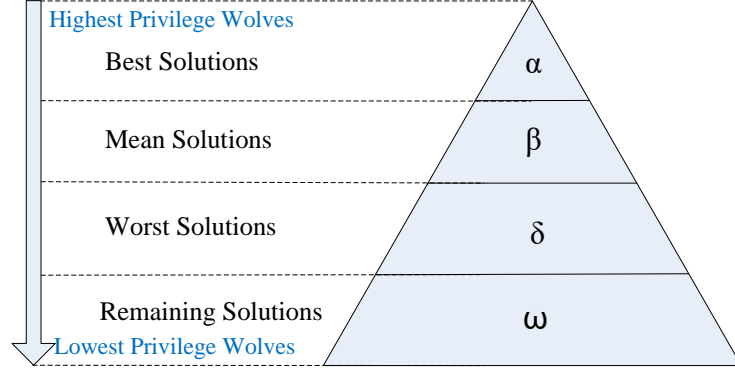 Highest Privilege Wolves
Best Solutions
α
Mean Solutions
β
Worst Solutions
δ
Remaining Solutions
ω
Lowest Privilege Wolves